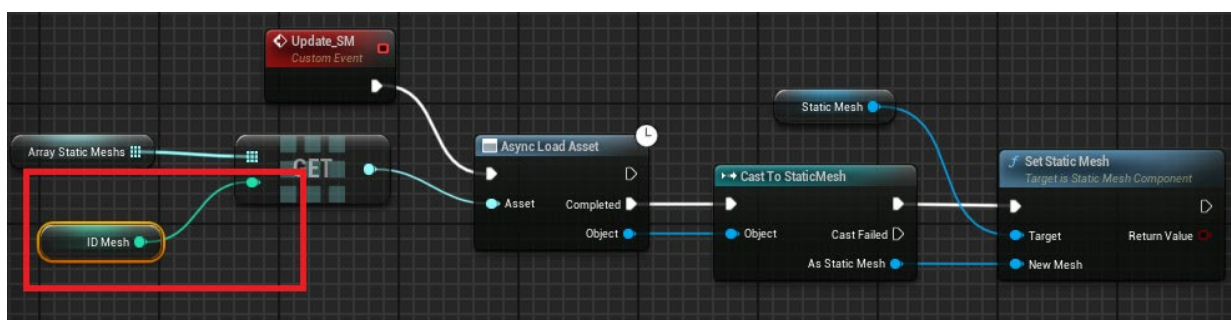 Update_SM
Custom Event
Array Static Meshs
GET
ID Mesh
Async Load Asset
Asset
Completed
Object
Cast To StaticMesh
Object
Cast Failed
As Static Mesh
Static Mesh
Set Static Mesh
Target is Static Mesh Component
Target
Return Value
New Mesh